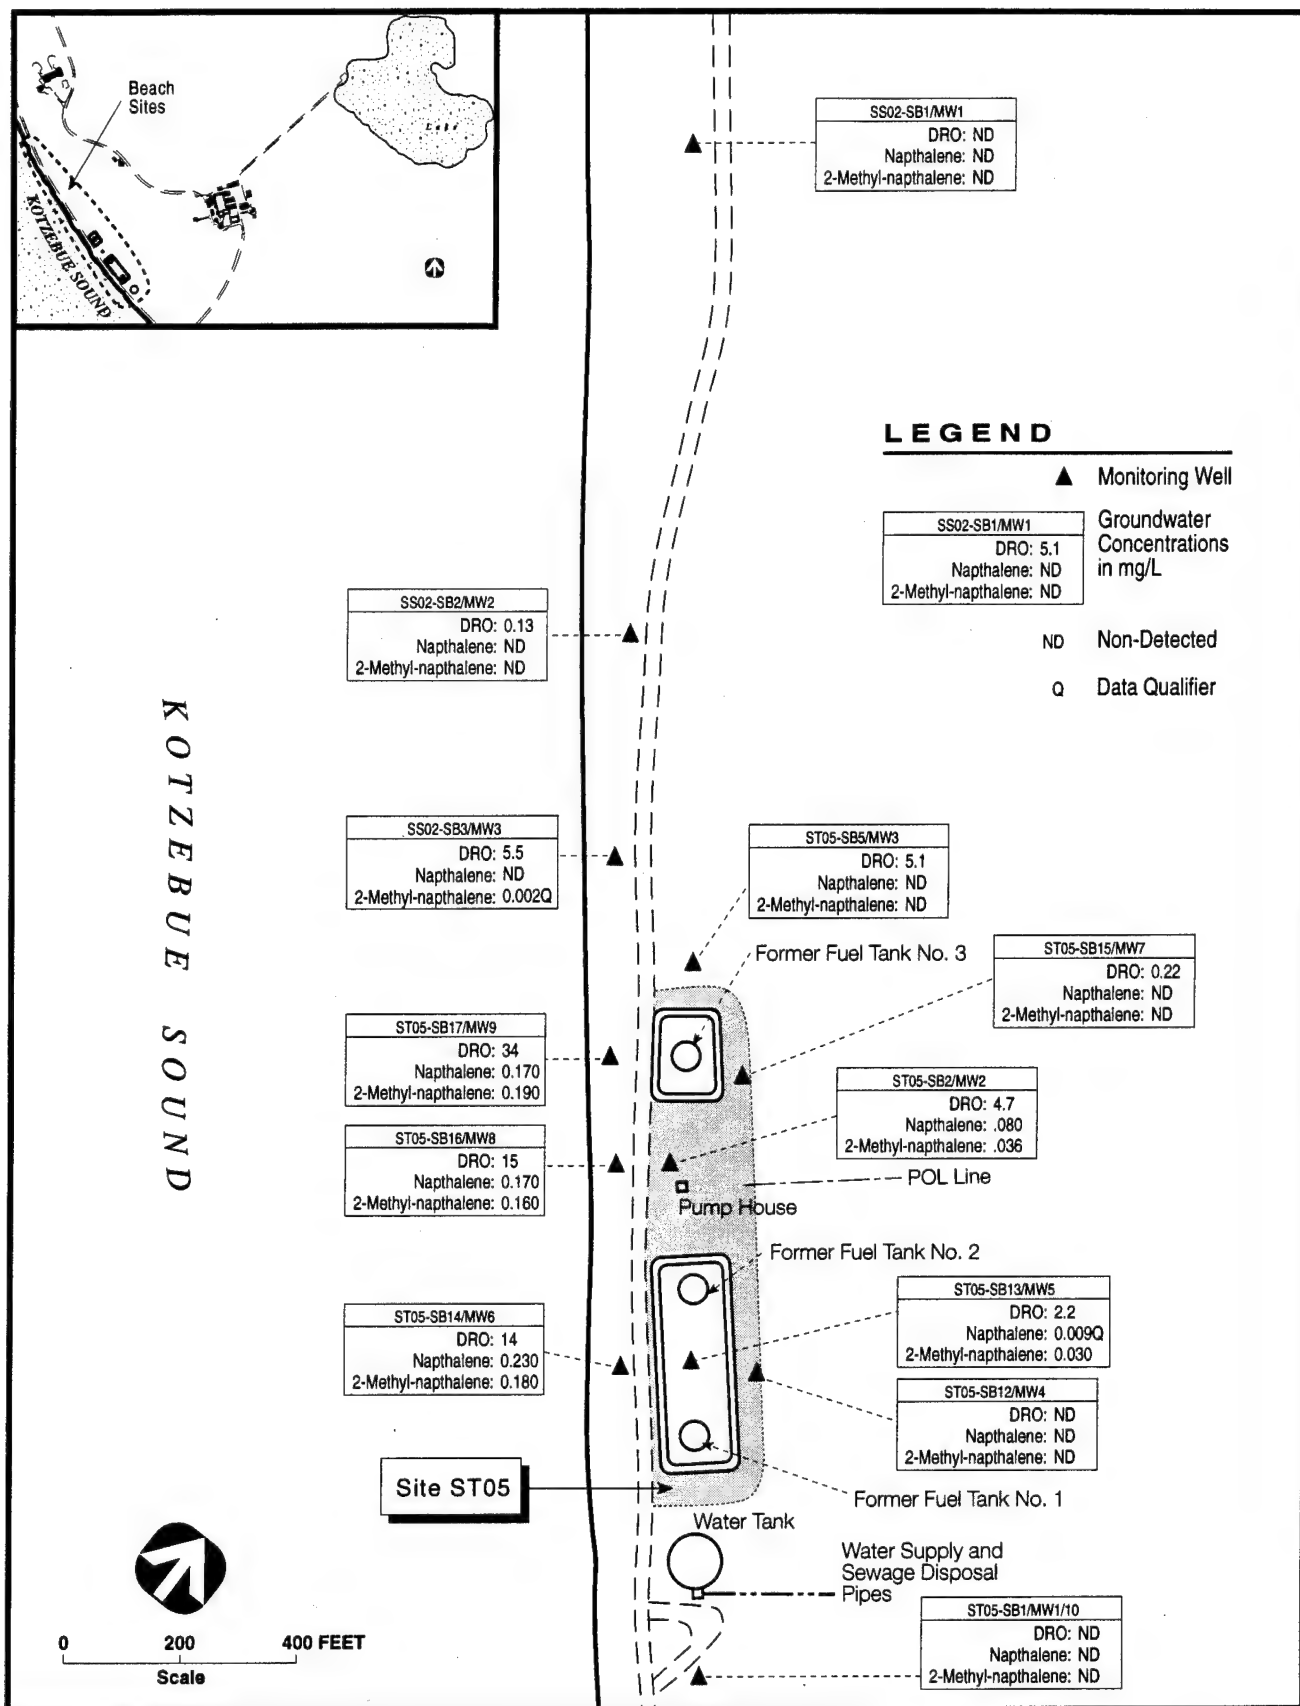 Beach
Sites
Lake
KOTZEBUE SOUND
SS02-SB1/MW1
DRO: ND
Napthalene: ND
2-Methyl-napthalene: ND
LEGEND
Monitoring Well
SS02-SB1/MW1
DRO: 5.1
Napthalene: ND
2-Methyl-napthalene: ND
Groundwater
Concentrations
in mg/L
ND Non-Detected
Q Data Qualifier
SS02-SB2/MW2
DRO: 0.13
Napthalene: ND
2-Methyl-napthalene: ND
KOTZEBUE SOUND
SS02-SB3/MW3
DRO: 5.5
Napthalene: ND
2-Methyl-napthalene: 0.002Q
ST05-SB5/MW3
DRO: 5.1
Napthalene: ND
2-Methyl-napthalene: ND
Former Fuel Tank No. 3
ST05-SB15/MW7
DRO: 0.22
Napthalene: ND
2-Methyl-napthalene: ND
ST05-SB17/MW9
DRO: 34
Napthalene: 0.170
2-Methyl-napthalene: 0.190
ST05-SB2/MW2
DRO: 4.7
Napthalene: .080
2-Methyl-napthalene: .036
ST05-SB16/MW8
DRO: 15
Napthalene: 0.170
2-Methyl-napthalene: 0.160
POL Line
Pump House
Former Fuel Tank No. 2
ST05-SB13/MW5
DRO: 2.2
Napthalene: 0.009Q
2-Methyl-napthalene: 0.030
ST05-SB14/MW6
DRO: 14
Napthalene: 0.230
2-Methyl-napthalene: 0.180
ST05-SB12/MW4
DRO: ND
Napthalene: ND
2-Methyl-napthalene: ND
Site ST05
Former Fuel Tank No. 1
Water Tank
Water Supply and
Sewage Disposal
Pipes
ST05-SB1/MW1/10
DRO: ND
Napthalene: ND
2-Methyl-napthalene: ND
0 200 400 FEET
Scale